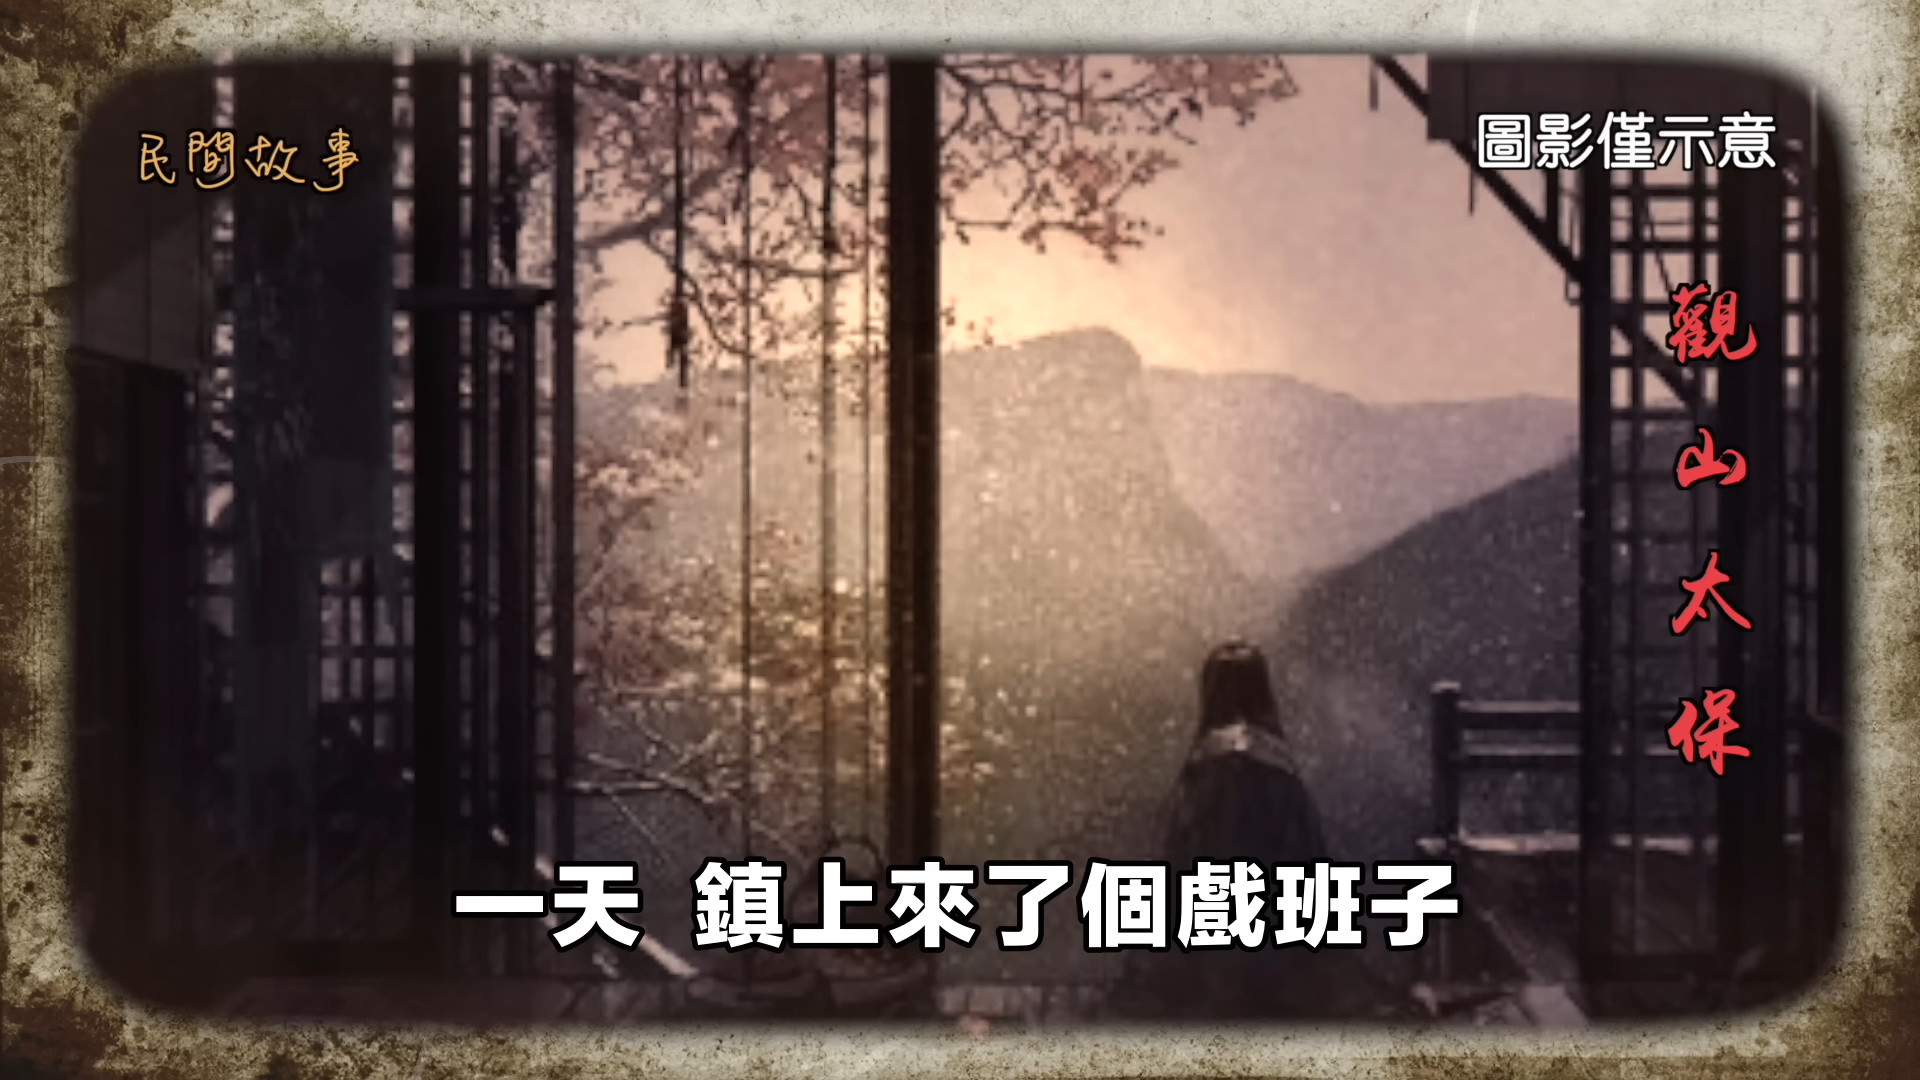 民間故事
圖影僅示意
觀山太保
一天 鎮上來了個戲班子